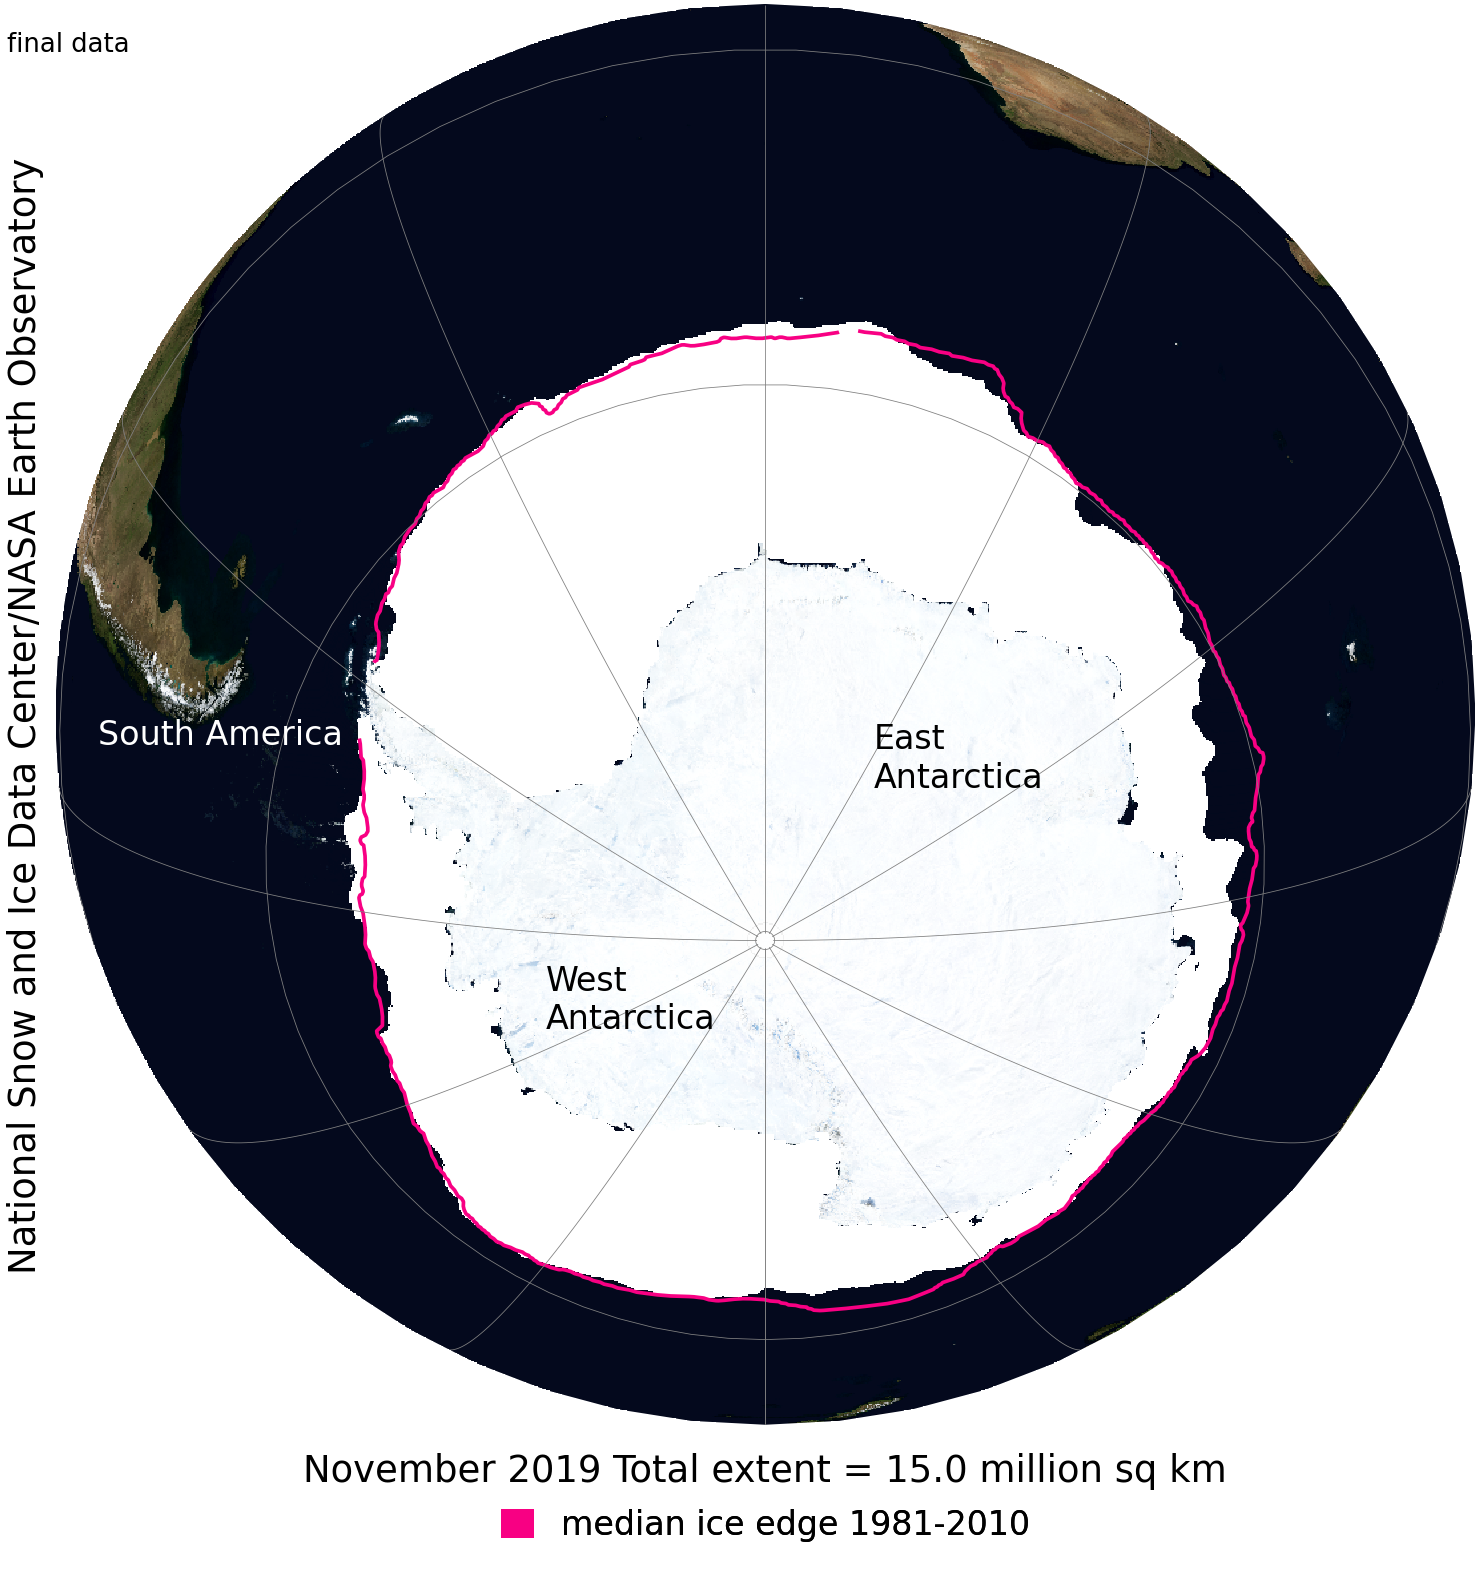 final data
National Snow and Ice Data Center/NASA Earth Observatory
South America
East
Antarctica
West
Antarctica
November 2019 Total extent = 15.0 million sq km
median ice edge 1981-2010